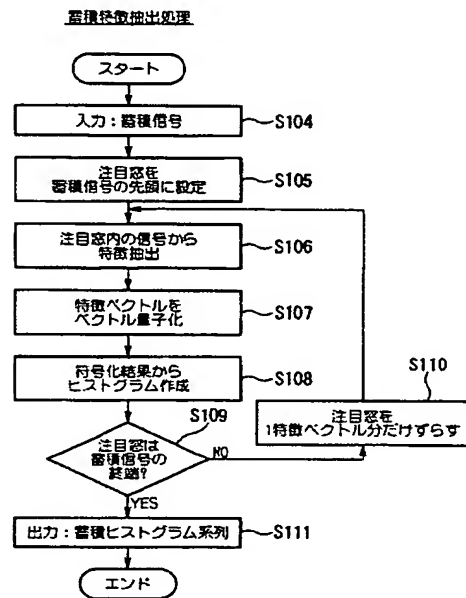 蓄積特徴抽出処理
スタート
入力：蓄積信号
S104
注目窓を
蓄積信号の先頭に設定
S105
注目窓内の信号から
特徴抽出
S106
特徴ベクトルを
ベクトル量子化
S107
符号化結果から
ヒストグラム作成
S108
S109
注目窓は
蓄積信号の
終端?
NO
S110
注目窓を
1特徴ベクトル分だけずらす
YES
出力：蓄積ヒストグラム系列
S111
エンド